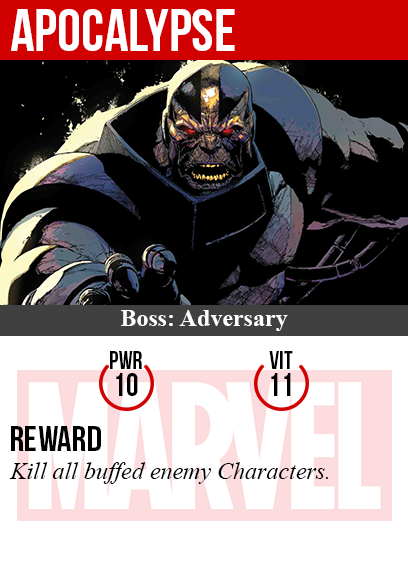 APOCALYPSE
Boss: Adversary
PWR VIT
10 11
MARVEL
REWARD
Kill all buffed enemy Characters.